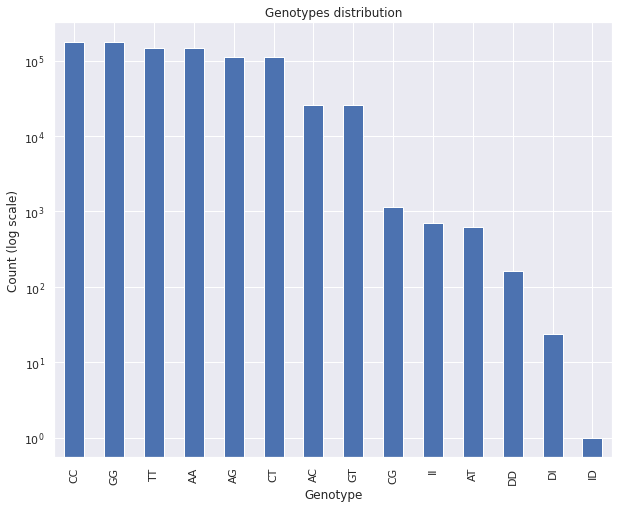 Genotypes distribution
Count (log scale)
10^5
10^4
10^3
10^2
10^1
10^0
CC GG TT AA AG CT AC GT CG II AT DD DI ID
Genotype